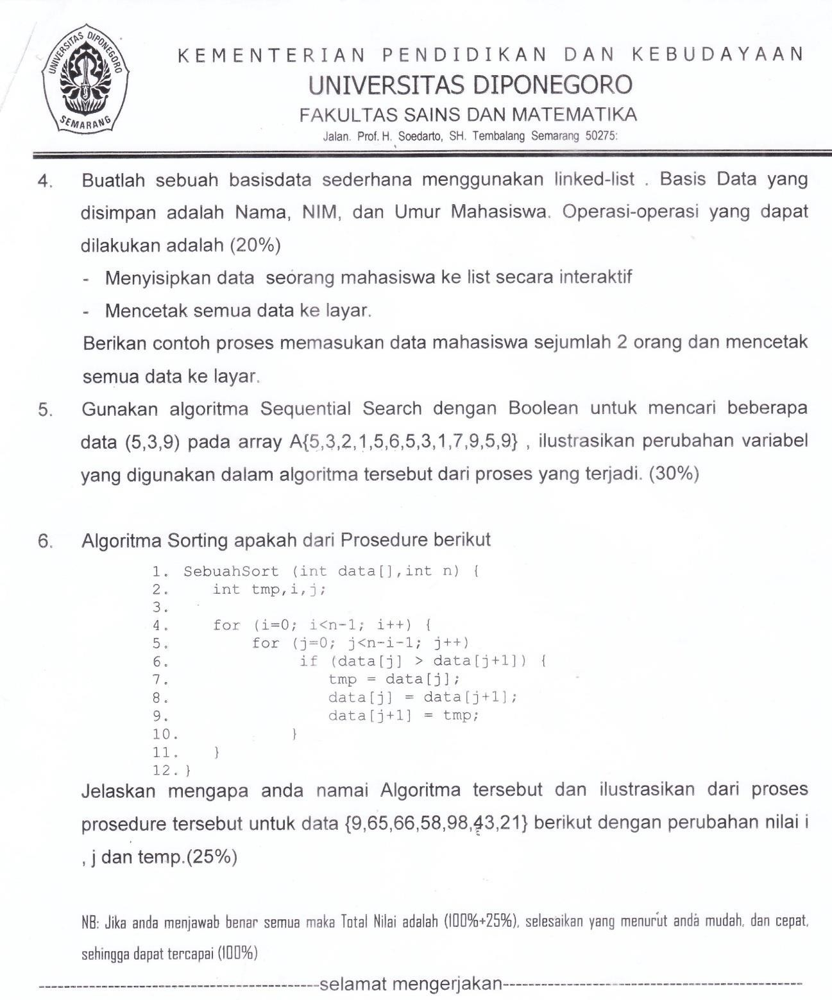 UNIVERSITAS DIPONEGORO
SEMARANG
KEMENTERIAN PENDIDIKAN DAN KEBUDAYAAN
UNIVERSITAS DIPONEGORO
FAKULTAS SAINS DAN MATEMATIKA
Jalan. Prof. H. Soedarto, SH. Tembalang Semarang 50275:
4. Buatlah sebuah basisdata sederhana menggunakan linked-list . Basis Data yang
disimpan adalah Nama, NIM, dan Umur Mahasiswa. Operasi-operasi yang dapat
dilakukan adalah (20%)
- Menyisipkan data seorang mahasiswa ke list secara interaktif
- Mencetak semua data ke layar.
Berikan contoh proses memasukan data mahasiswa sejumlah 2 orang dan mencetak
semua data ke layar.
5. Gunakan algoritma Sequential Search dengan Boolean untuk mencari beberapa
data (5,3,9) pada array A{5,3,2,1,5,6,5,3,1,7,9,5,9} , ilustrasikan perubahan variabel
yang digunakan dalam algoritma tersebut dari proses yang terjadi. (30%)
6. Algoritma Sorting apakah dari Prosedure berikut
1. SebuahSort (int data[],int n) {
2. int tmp,i,j;
3.
4. for (i=0; i<n-1; i++) {
5. for (j=0; j<n-i-1; j++)
6. if (data[j] > data[j+1]) {
7. tmp = data[j];
8. data[j] = data[j+1];
9. data[j+1] = tmp;
10. }
11. }
12. }
Jelaskan mengapa anda namai Algoritma tersebut dan ilustrasikan dari proses
prosedure tersebut untuk data {9,65,66,58,98,43,21} berikut dengan perubahan nilai i
, j dan temp.(25%)
NB: Jika anda menjawab benar semua maka Total Nilai adalah (100%+25%), selesaikan yang menurut anda mudah, dan cepat,
sehingga dapat tercapai (100%)
--------------------------------------------selamat mengerjakan-----------------------------------------------